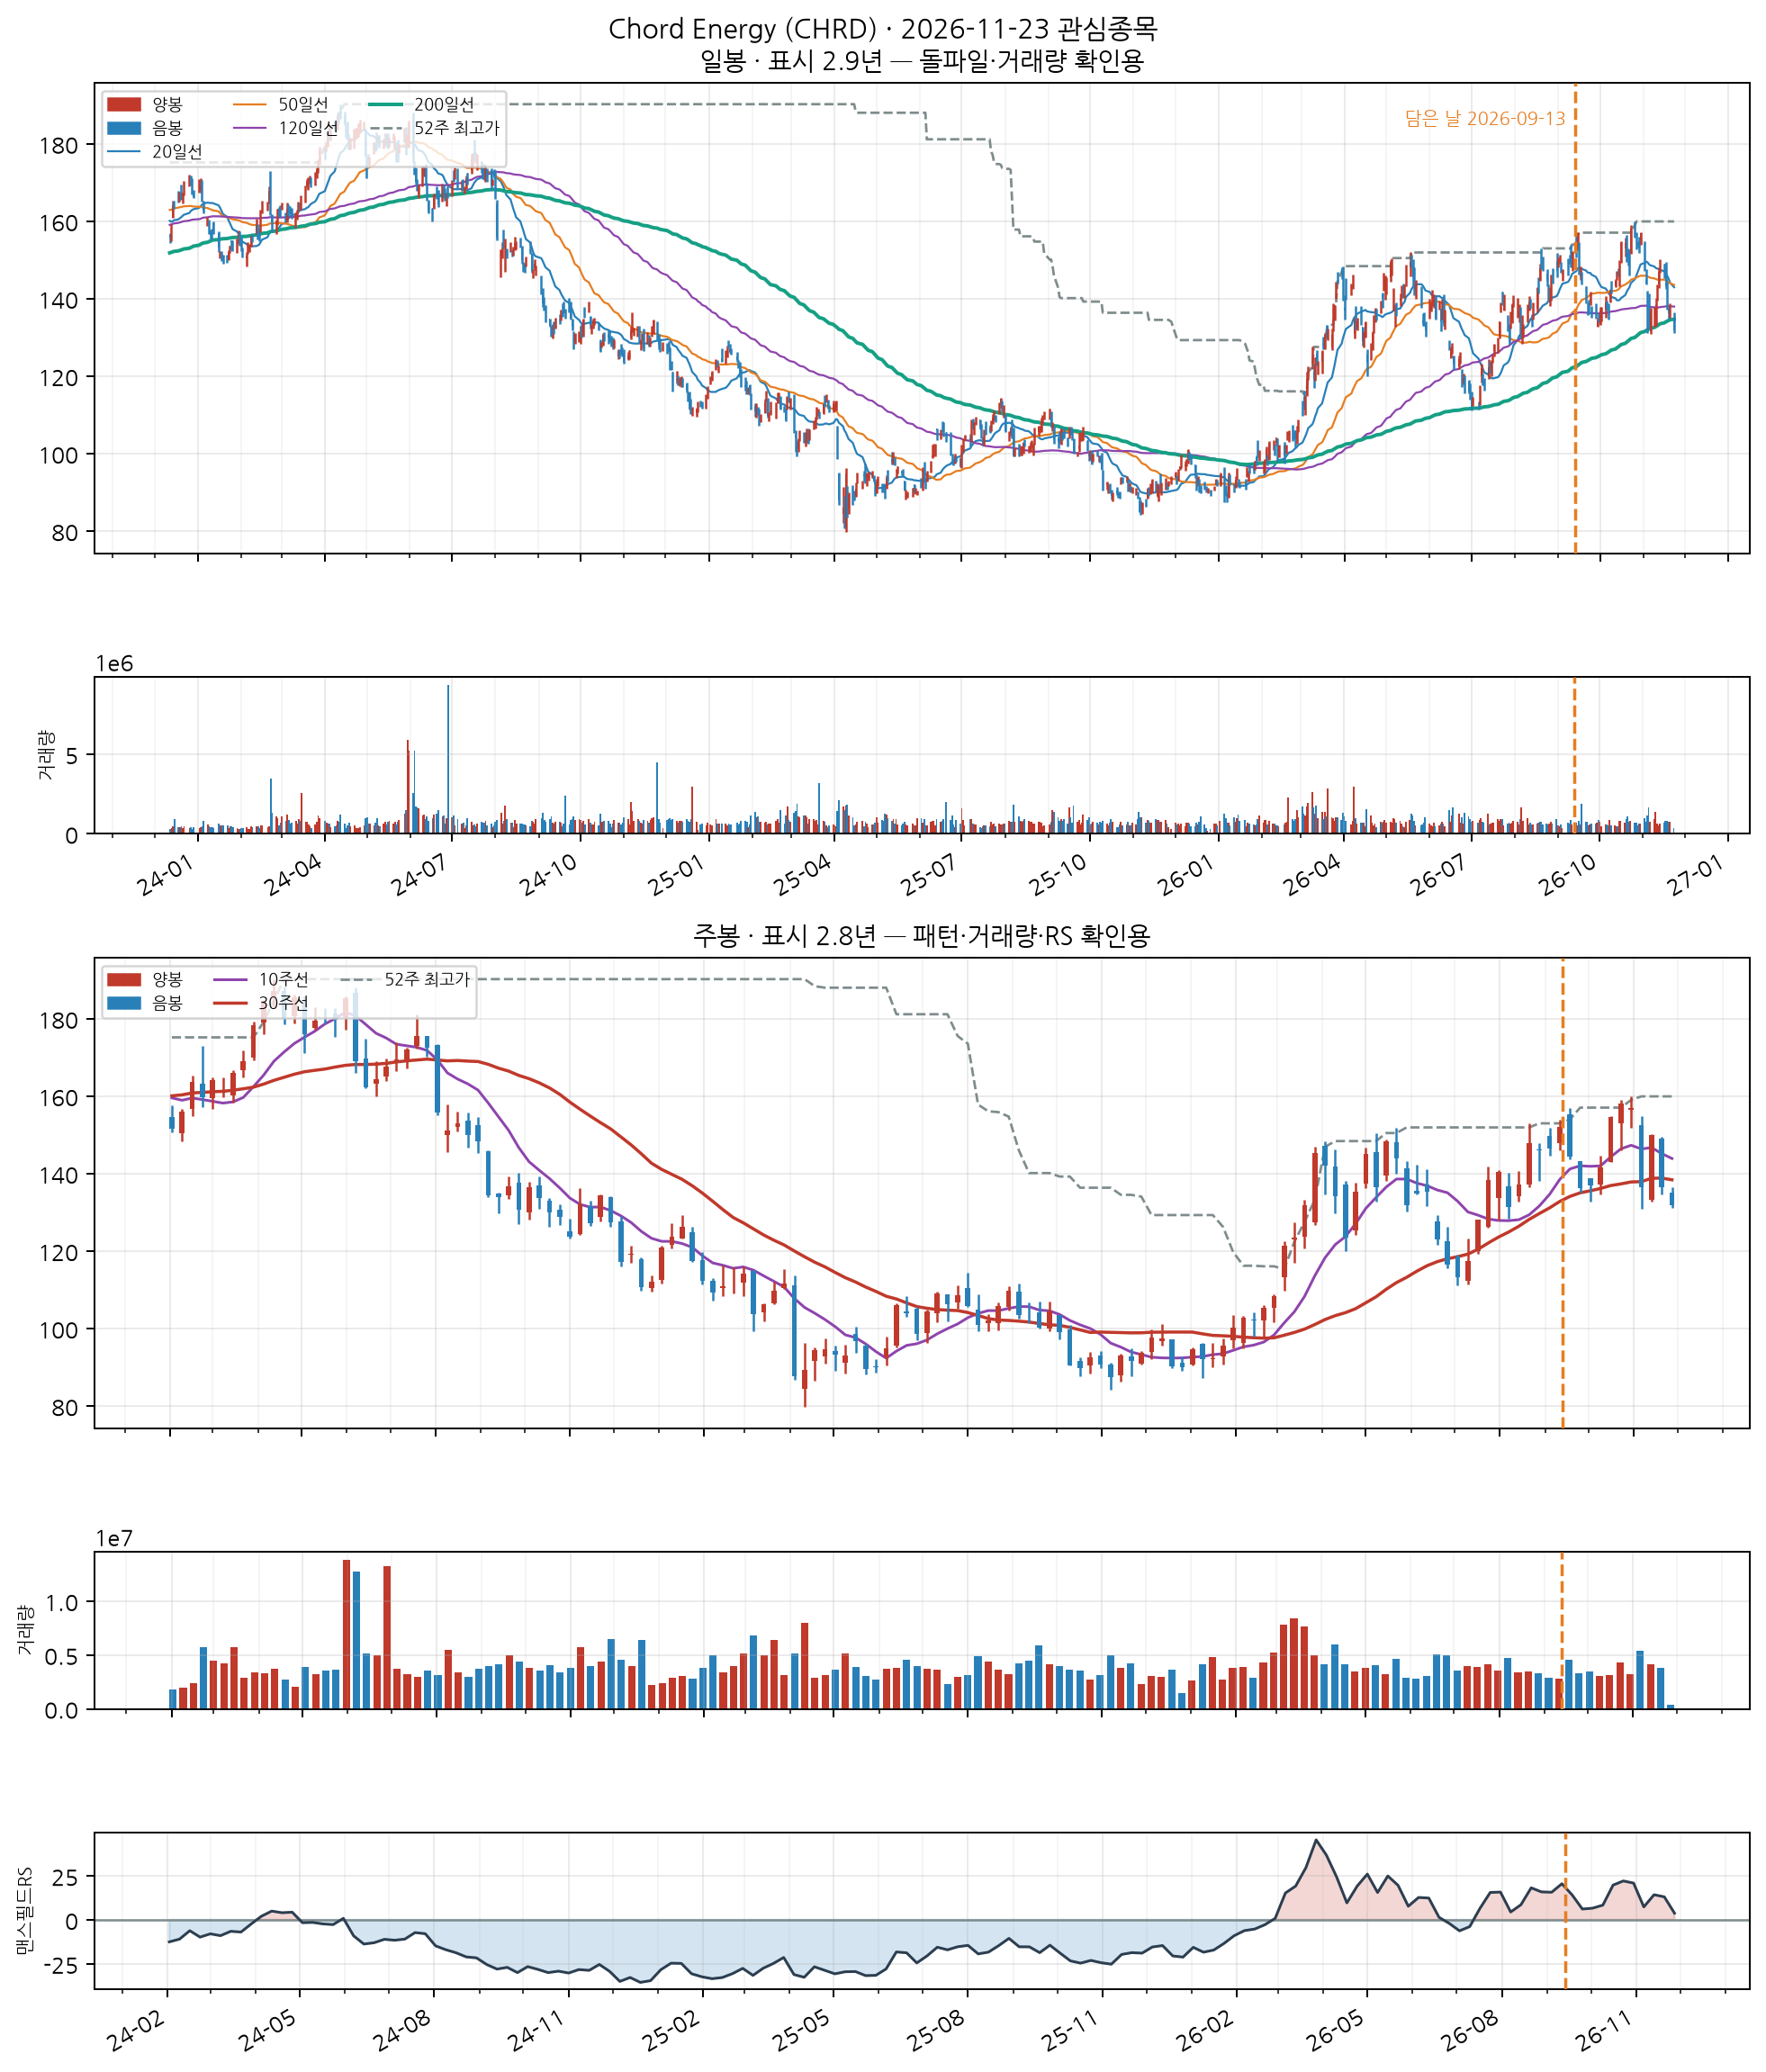 Chord Energy (CHRD) · 2026-11-23 관심종목
일봉 · 표시 2.9년 — 돌파일·거래량 확인용
양봉
음봉
20일선
50일선
120일선
200일선
52주 최고가
담은 날 2026-09-13
180
160
140
120
100
80
1e6
거래량
5
0
24-01
24-04
24-07
24-10
25-01
25-04
25-07
25-10
26-01
26-04
26-07
26-10
27-01
주봉 · 표시 2.8년 — 패턴·거래량·RS 확인용
양봉
음봉
10주선
30주선
52주 최고가
180
160
140
120
100
80
1e7
거래량
1.0
0.5
0.0
맨스필드RS
25
0
-25
24-02
24-05
24-08
24-11
25-02
25-05
25-08
25-11
26-02
26-05
26-08
26-11